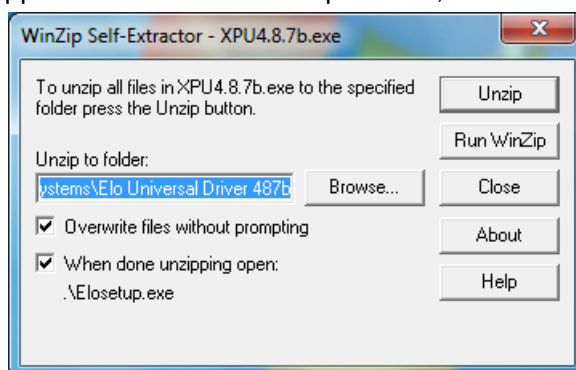 WinZip Self-Extractor - XPU4.8.7b.exe
To unzip all files in XPU4.8.7b.exe to the specified
folder press the Unzip button.
Unzip to folder:
ystems\Elo Universal Driver 487b
Browse...
Overwrite files without prompting
When done unzipping open:
.\Elosetup.exe
Unzip
Run WinZip
Close
About
Help